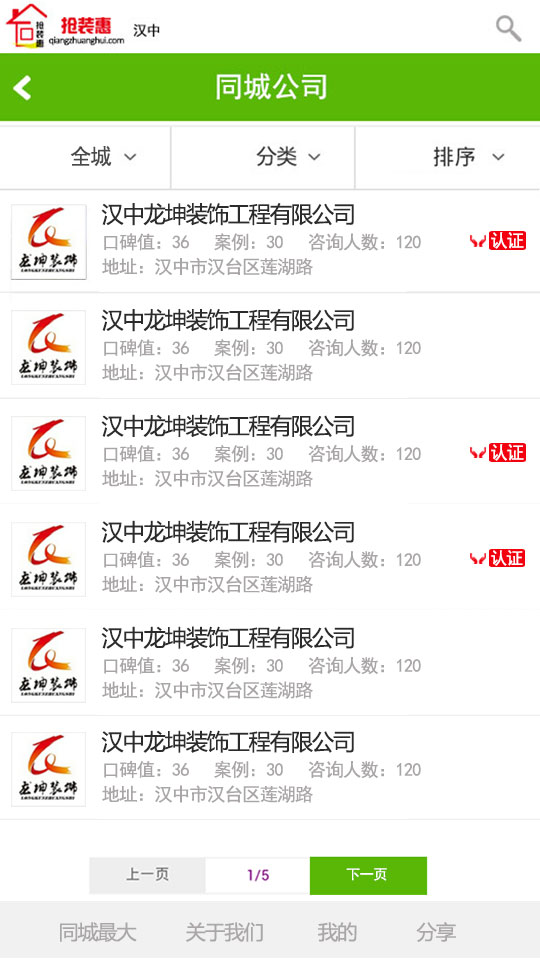 抢装惠 抢装惠 汉中
qiangzhuanghui.com
同城公司
全城 分类 排序
龙坤装饰
汉中龙坤装饰工程有限公司
口碑值：36 案例：30 咨询人数：120 认证
地址：汉中市汉台区莲湖路
龙坤装饰
汉中龙坤装饰工程有限公司
口碑值：36 案例：30 咨询人数：120
地址：汉中市汉台区莲湖路
龙坤装饰
汉中龙坤装饰工程有限公司
口碑值：36 案例：30 咨询人数：120 认证
地址：汉中市汉台区莲湖路
龙坤装饰
汉中龙坤装饰工程有限公司
口碑值：36 案例：30 咨询人数：120 认证
地址：汉中市汉台区莲湖路
龙坤装饰
汉中龙坤装饰工程有限公司
口碑值：36 案例：30 咨询人数：120
地址：汉中市汉台区莲湖路
龙坤装饰
汉中龙坤装饰工程有限公司
口碑值：36 案例：30 咨询人数：120
地址：汉中市汉台区莲湖路
上一页 1/5 下一页
同城最大 关于我们 我的 分享